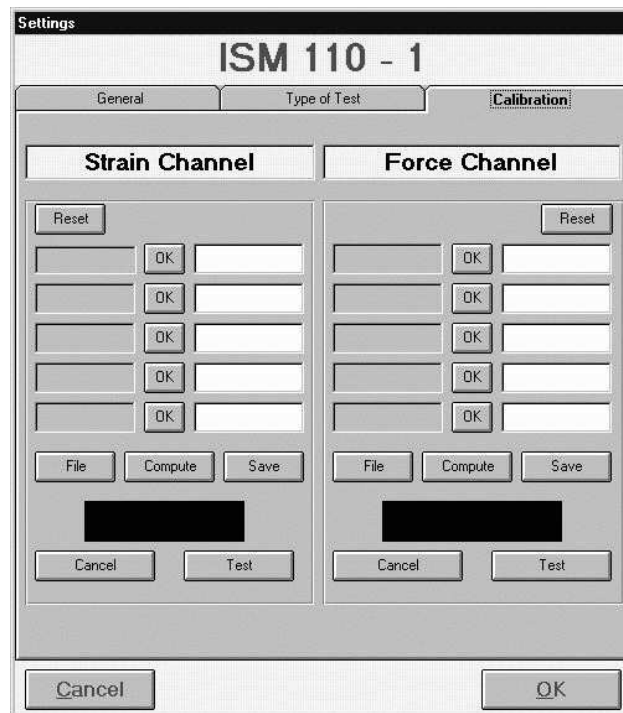 Settings
ISM 110 - 1
General Type of Test Calibration
Strain Channel Force Channel
Reset Reset
OK OK
OK OK
OK OK
OK OK
OK OK
File Compute Save File Compute Save
Cancel Test Cancel Test
Cancel OK